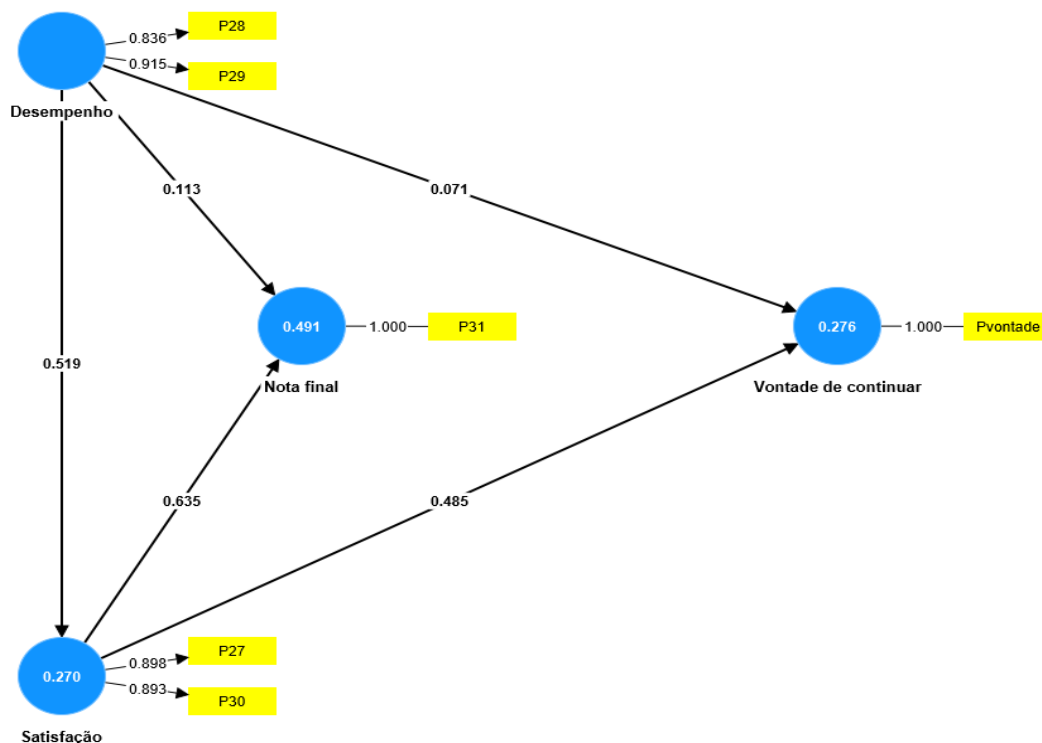 P28
0.836
0.915
P29
Desempenho
0.113
0.071
0.491
1.000
P31
0.276
1.000
Pvontade
0.519
Nota final
Vontade de continuar
0.635
0.485
P27
0.898
0.270
0.893
P30
Satisfação